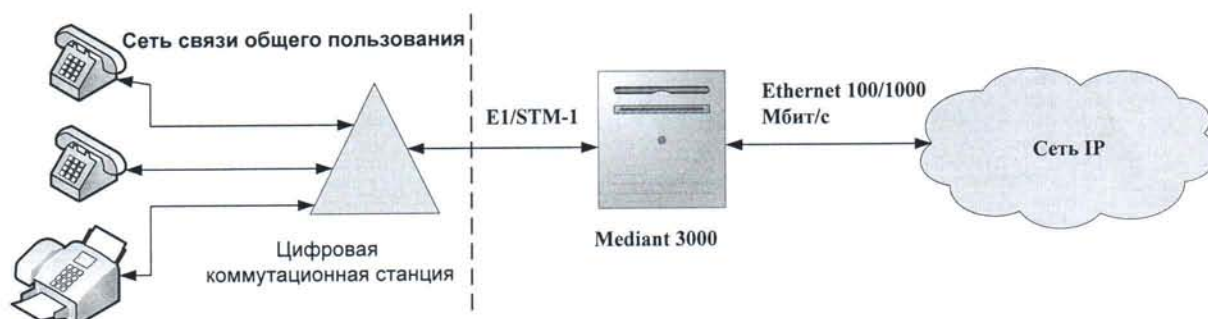 Сеть связи общего пользования
E1/STM-1
Ethernet 100/1000
Мбит/с
Сеть IP
Mediant 3000
Цифровая
коммутационная станция